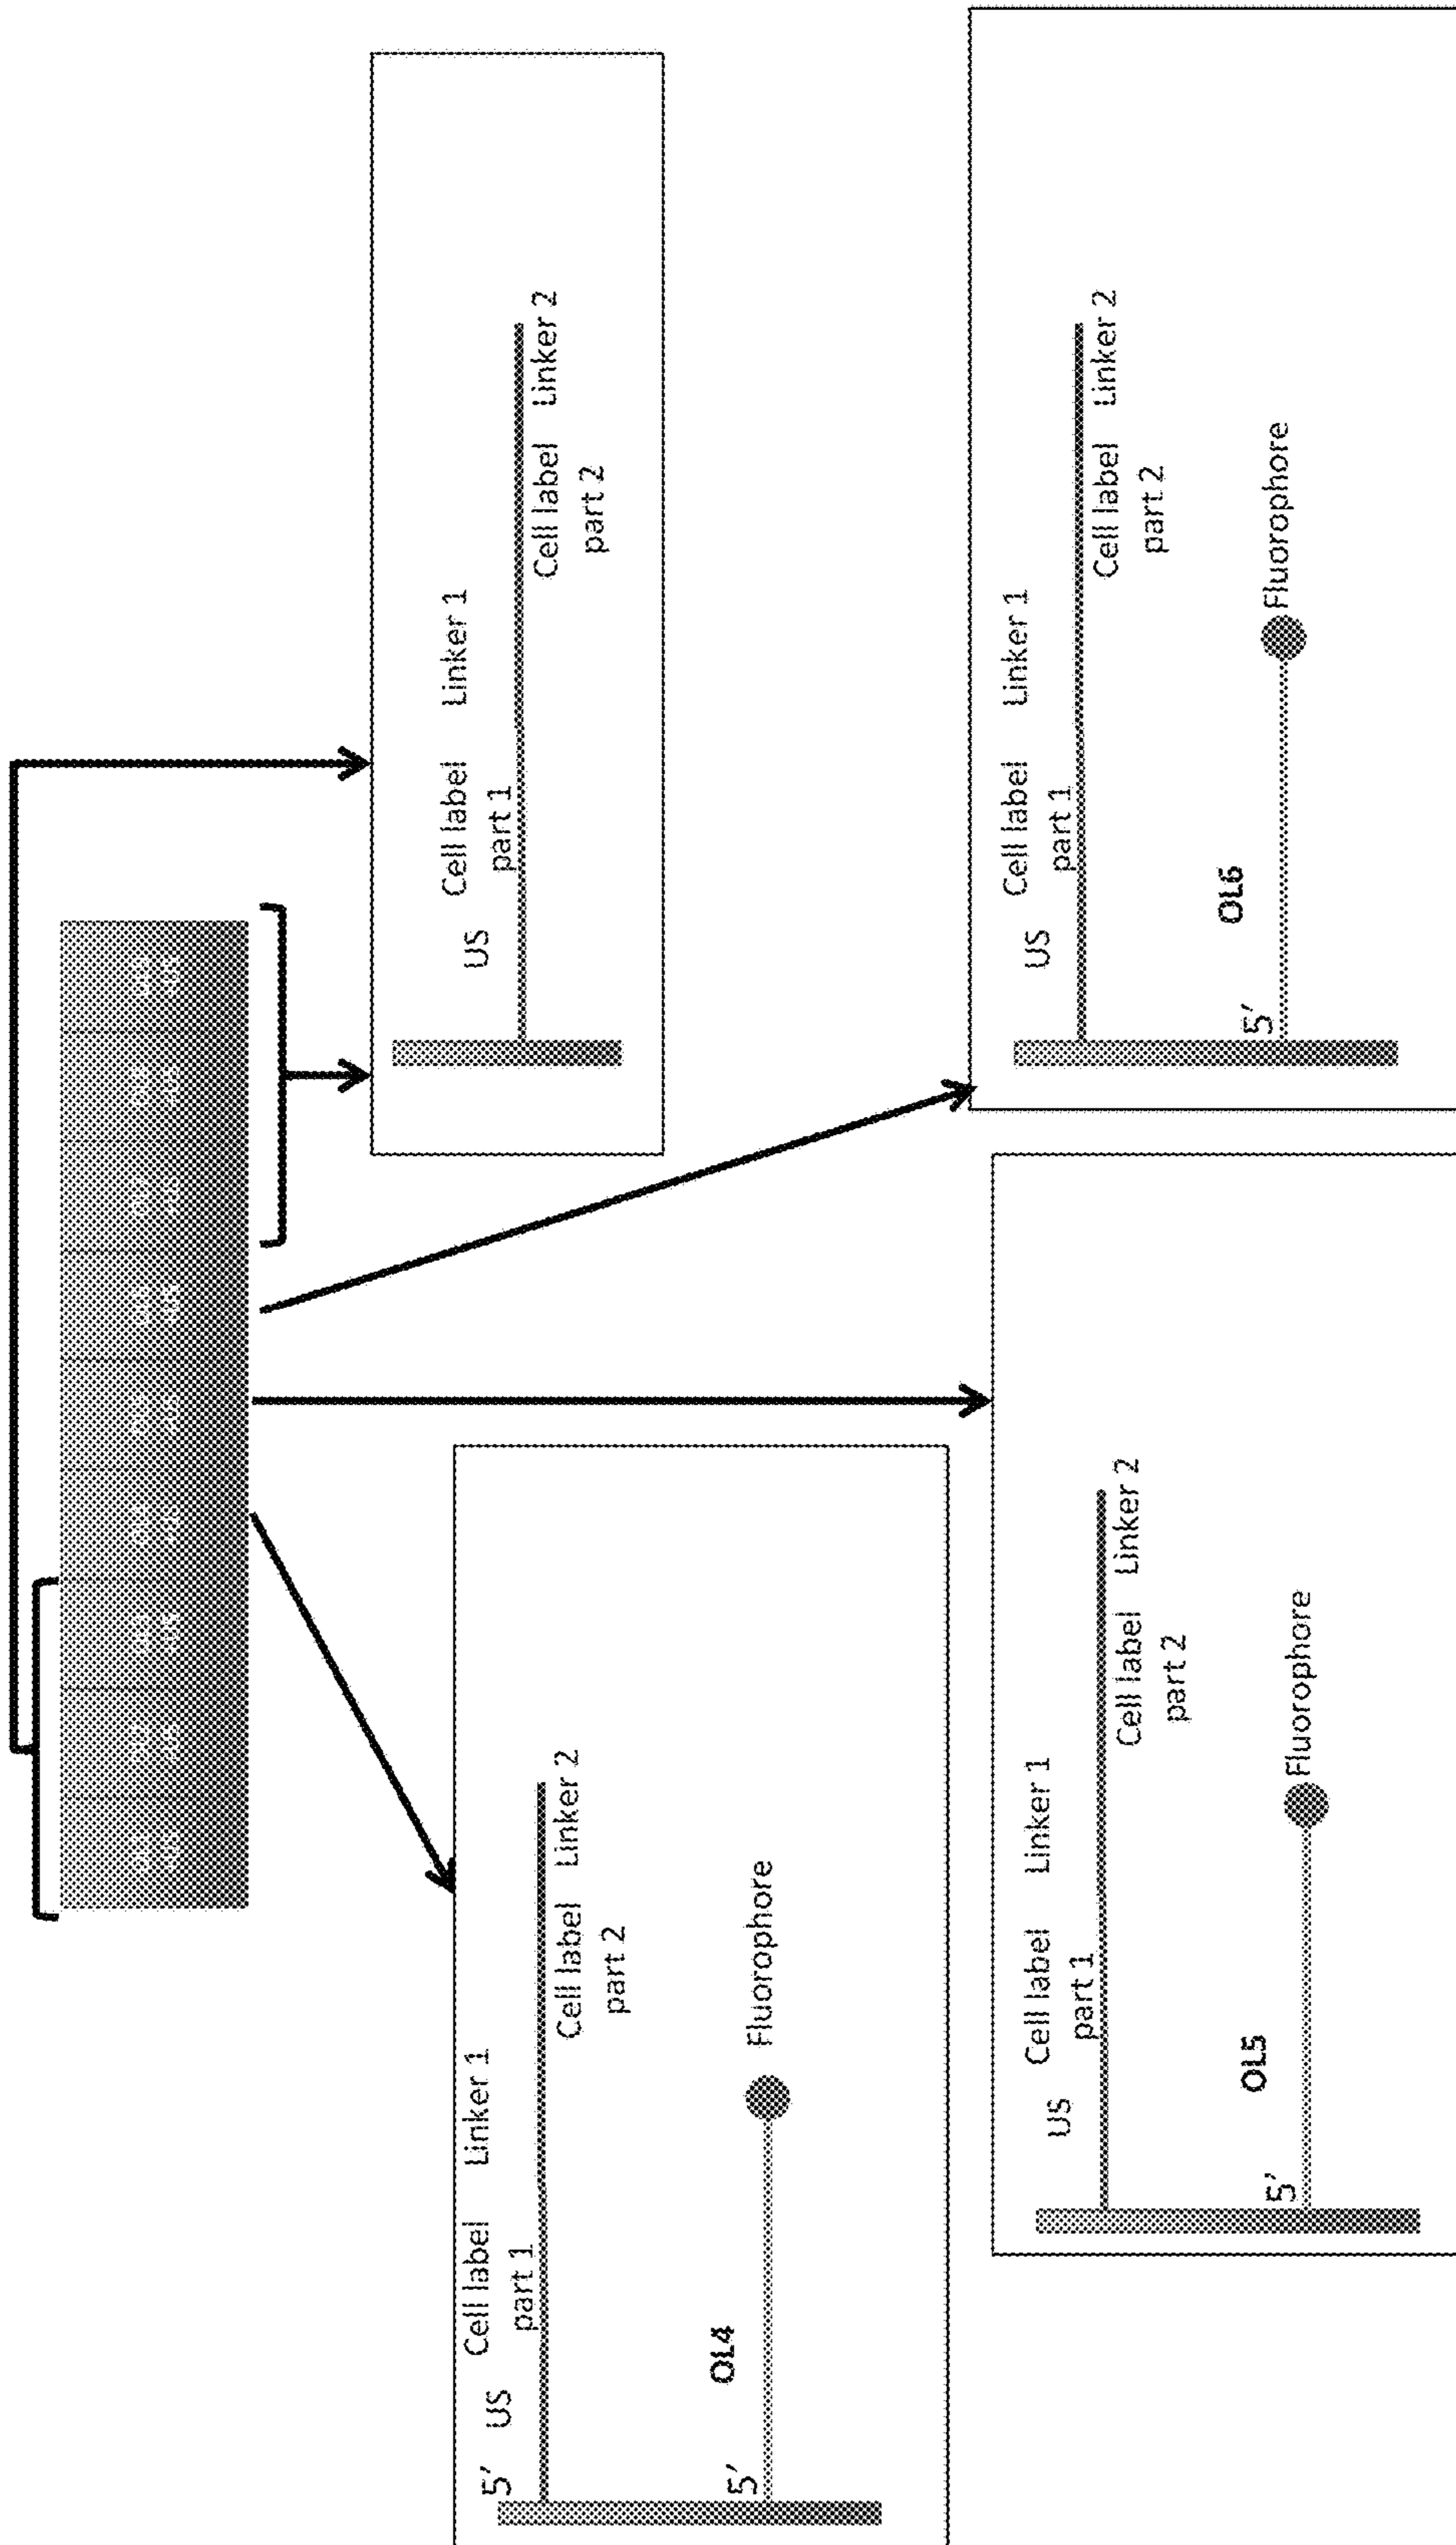 Cell label Linker 1
5′ US part 1
Cell label Linker 2
part 2
OL4
5′ Fluorophore
Cell label Linker 1
US part 1
Cell label Linker 2
part 2
Cell label Linker 1
US part 1
Cell label Linker 2
part 2
OL5
5′ Fluorophore
Cell label Linker 1
US part 1
Cell label Linker 2
part 2
OL6
5′ Fluorophore